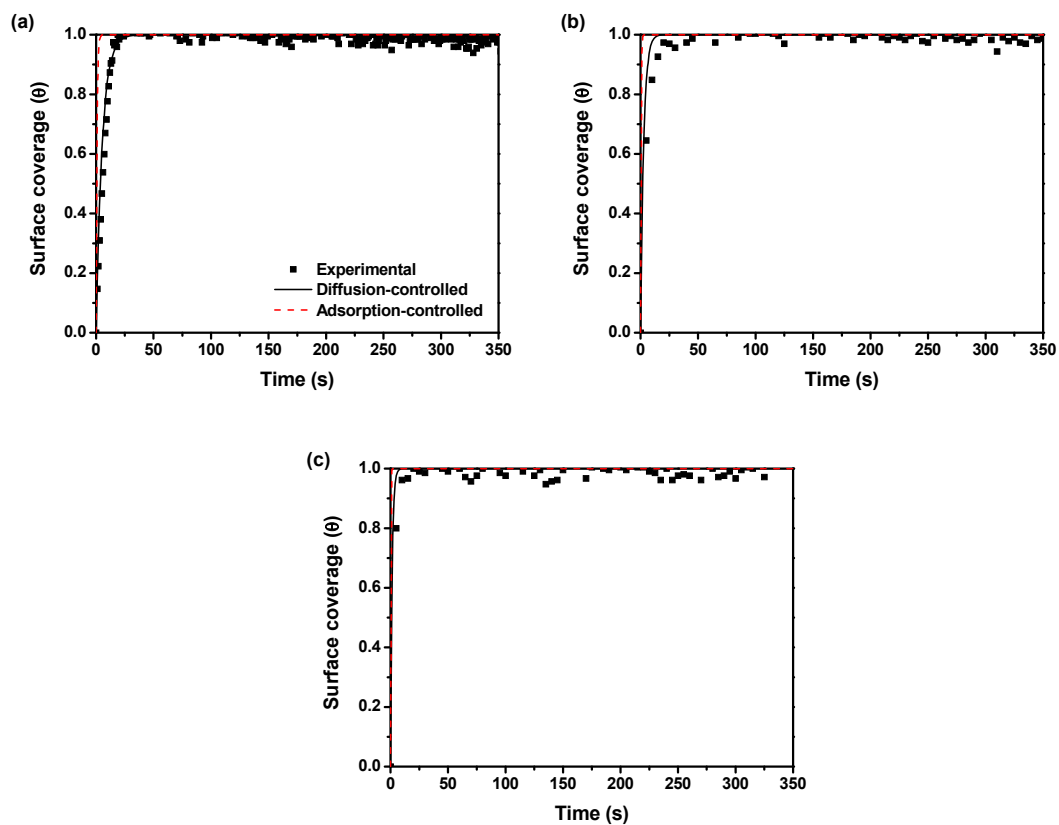 (a)
1.0
0.8
0.6
0.4
0.2
0.0
Surface coverage (θ)
Experimental
Diffusion-controlled
Adsorption-controlled
0 50 100 150 200 250 300 350
Time (s)
(b)
1.0
0.8
0.6
0.4
0.2
0.0
Surface coverage (θ)
0 50 100 150 200 250 300 350
Time (s)
(c)
1.0
0.8
0.6
0.4
0.2
0.0
Surface coverage (θ)
0 50 100 150 200 250 300 350
Time (s)